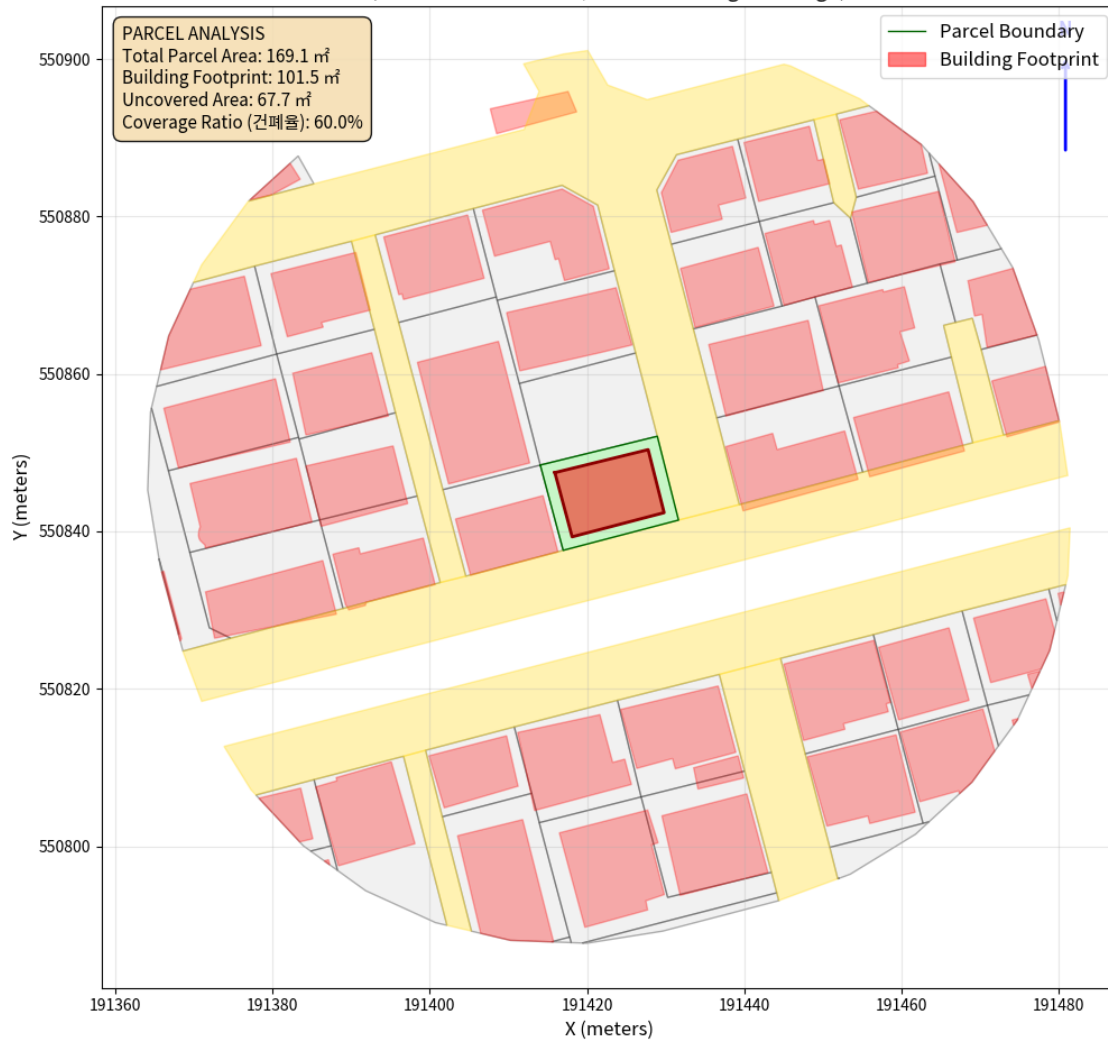 PARCEL ANALYSIS
Total Parcel Area: 169.1 ㎡
Building Footprint: 101.5 ㎡
Uncovered Area: 67.7 ㎡
Coverage Ratio (건폐율): 60.0%
Parcel Boundary
Building Footprint
N
550900
550880
550860
550840
550820
550800
Y (meters)
191360
191380
191400
191420
191440
191460
191480
X (meters)